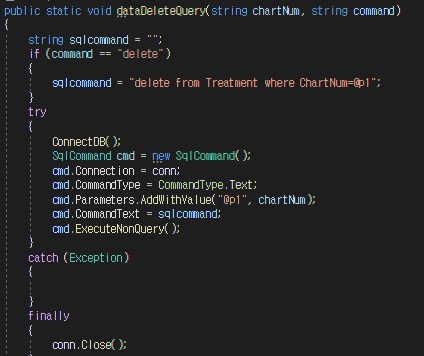 public static void dataDeleteQuery(string chartNum, string command)
{
string sqlcommand = "";
if (command == "delete")
{
sqlcommand = "delete from Treatment where ChartNum=@p1";
}
try
{
ConnectDB();
SqlCommand cmd = new SqlCommand();
cmd.Connection = conn;
cmd.CommandType = CommandType.Text;
cmd.Parameters.AddWithValue("@p1", chartNum);
cmd.CommandText = sqlcommand;
cmd.ExecuteNonQuery();
}
catch (Exception)
{
}
finally
{
conn.Close();